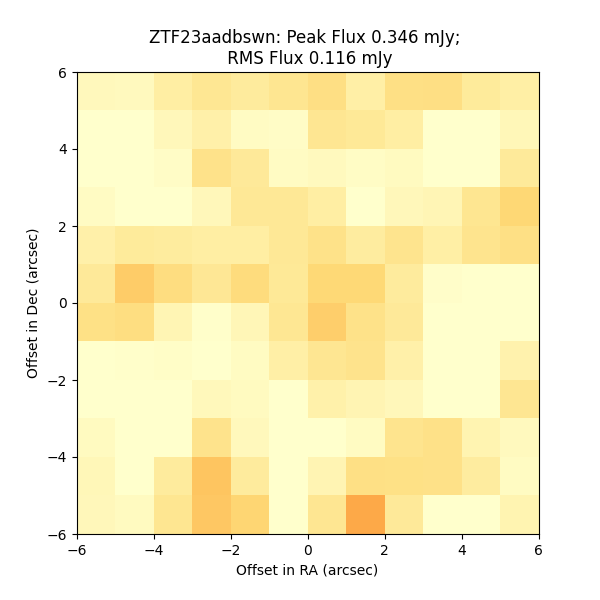 ZTF23aadbswn: Peak Flux 0.346 mJy;
RMS Flux 0.116 mJy
6
4
2
0
−2
−4
−6
Offset in Dec (arcsec)
−6 −4 −2 0 2 4 6
Offset in RA (arcsec)